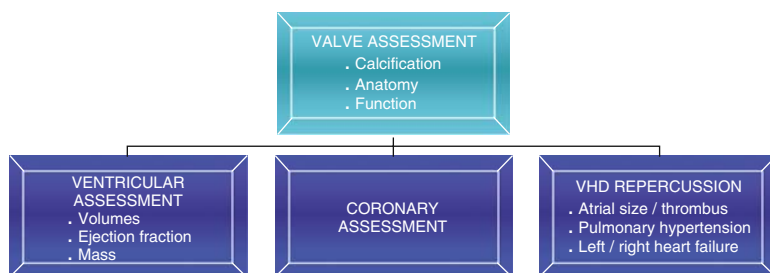 VALVE ASSESSMENT
. Calcification
. Anatomy
. Function
VENTRICULAR
ASSESSMENT
. Volumes
. Ejection fraction
. Mass
CORONARY
ASSESSMENT
VHD REPERCUSSION
. Atrial size / thrombus
. Pulmonary hypertension
. Left / right heart failure